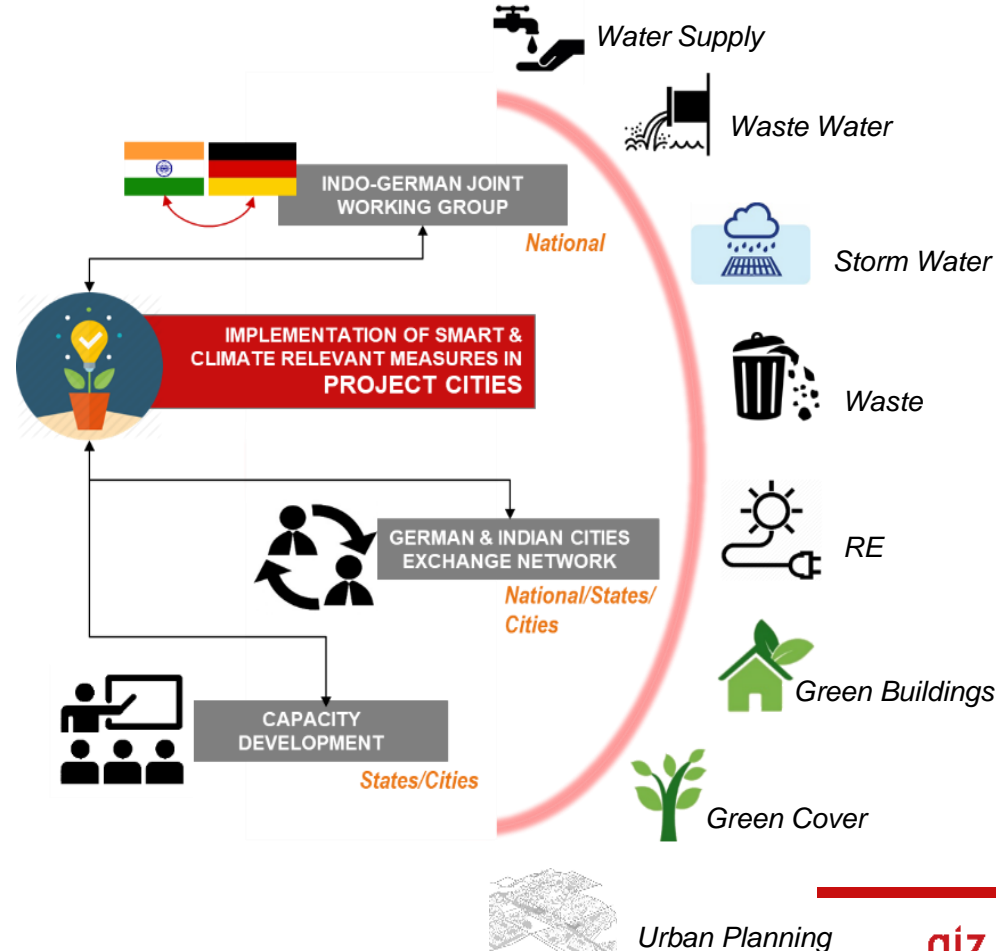 Water Supply
Waste Water
INDO-GERMAN JOINT
WORKING GROUP
National
Storm Water
IMPLEMENTATION OF SMART &
CLIMATE RELEVANT MEASURES IN
PROJECT CITIES
Waste
GERMAN & INDIAN CITIES
EXCHANGE NETWORK
National/States/
Cities
RE
Green Buildings
CAPACITY
DEVELOPMENT
States/Cities
Green Cover
Urban Planning
giz